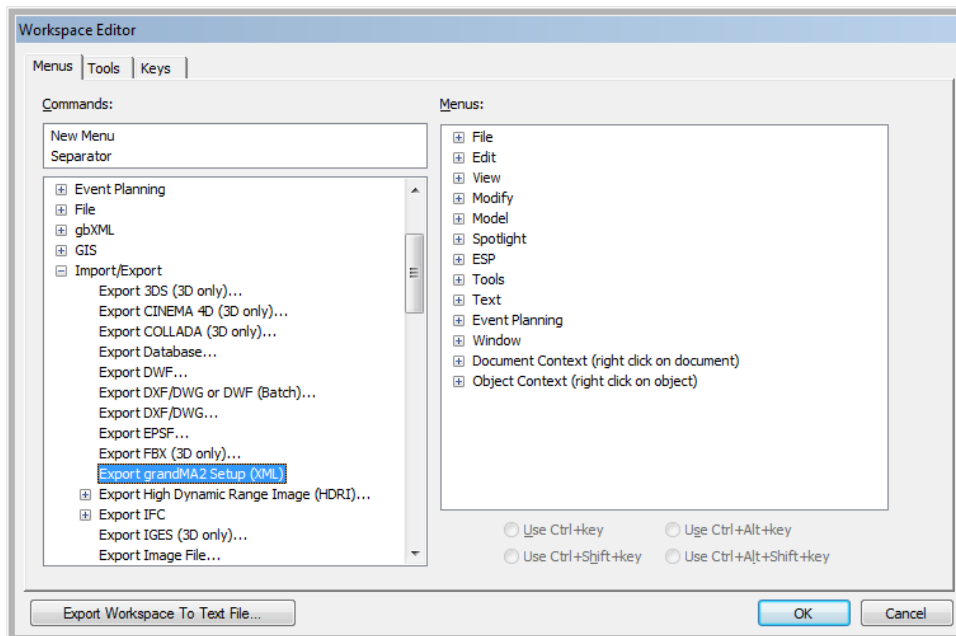 Workspace Editor
Menus Tools Keys
Commands:
New Menu
Separator
Event Planning
File
gbXML
GIS
Import/Export
Export 3DS (3D only)...
Export CINEMA 4D (3D only)...
Export COLLADA (3D only)...
Export Database...
Export DWF...
Export DXF/DWG or DWF (Batch)...
Export DXF/DWG...
Export EPSF...
Export FBX (3D only)...
Export grandMA2 Setup (XML)
Export High Dynamic Range Image (HDRI)...
Export IFC
Export IGES (3D only)...
Export Image File...
Menus:
File
Edit
View
Modify
Model
Spotlight
ESP
Tools
Text
Event Planning
Window
Document Context (right click on document)
Object Context (right click on object)
Use Ctrl+key Use Ctrl+Alt+key
Use Ctrl+Shift+key Use Ctrl+Alt+Shift+key
Export Workspace To Text File... OK Cancel